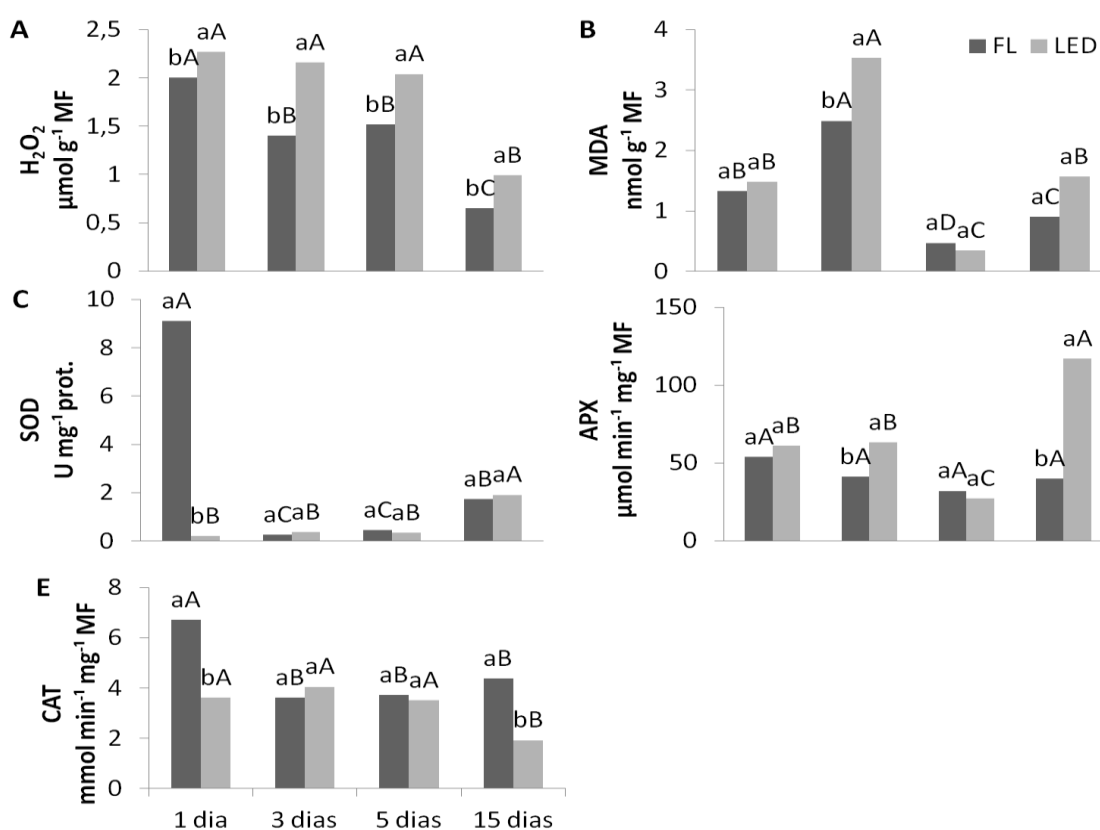 A
H₂O₂
µmol g⁻¹ MF
2,5
2
1,5
1
0,5
0
bA aA
bB aA
bB aA
bC aB
B
MDA
nmol g⁻¹ MF
4
3
2
1
0
FL LED
aB aB
bA aA
aD aC
aC aB
C
SOD
U mg⁻¹ prot.
10
8
6
4
2
0
aA bB
aC aB
aC aB
aB aA
APX
µmol min⁻¹ mg⁻¹ MF
150
100
50
0
aA aB
bA aB
aA aC
bA aA
E
CAT
mmol min⁻¹ mg⁻¹ MF
8
6
4
2
0
aA bA
aB aA
aB aA
aB bB
1 dia 3 dias 5 dias 15 dias